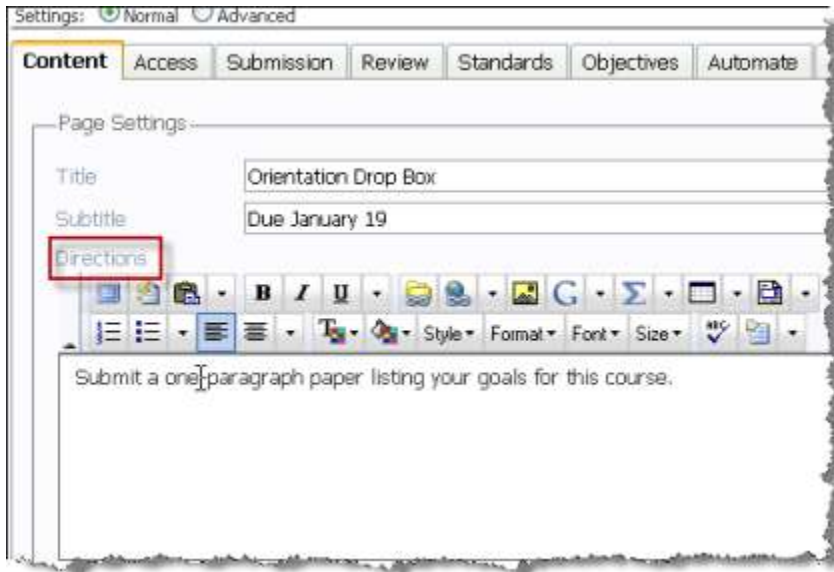 Settings: Normal Advanced
Content Access Submission Review Standards Objectives Automate
Page Settings
Title Orientation Drop Box
Subtitle Due January 19
Directions
B I U G Σ
T Style Format Font Size ABC
Submit a one-paragraph paper listing your goals for this course.